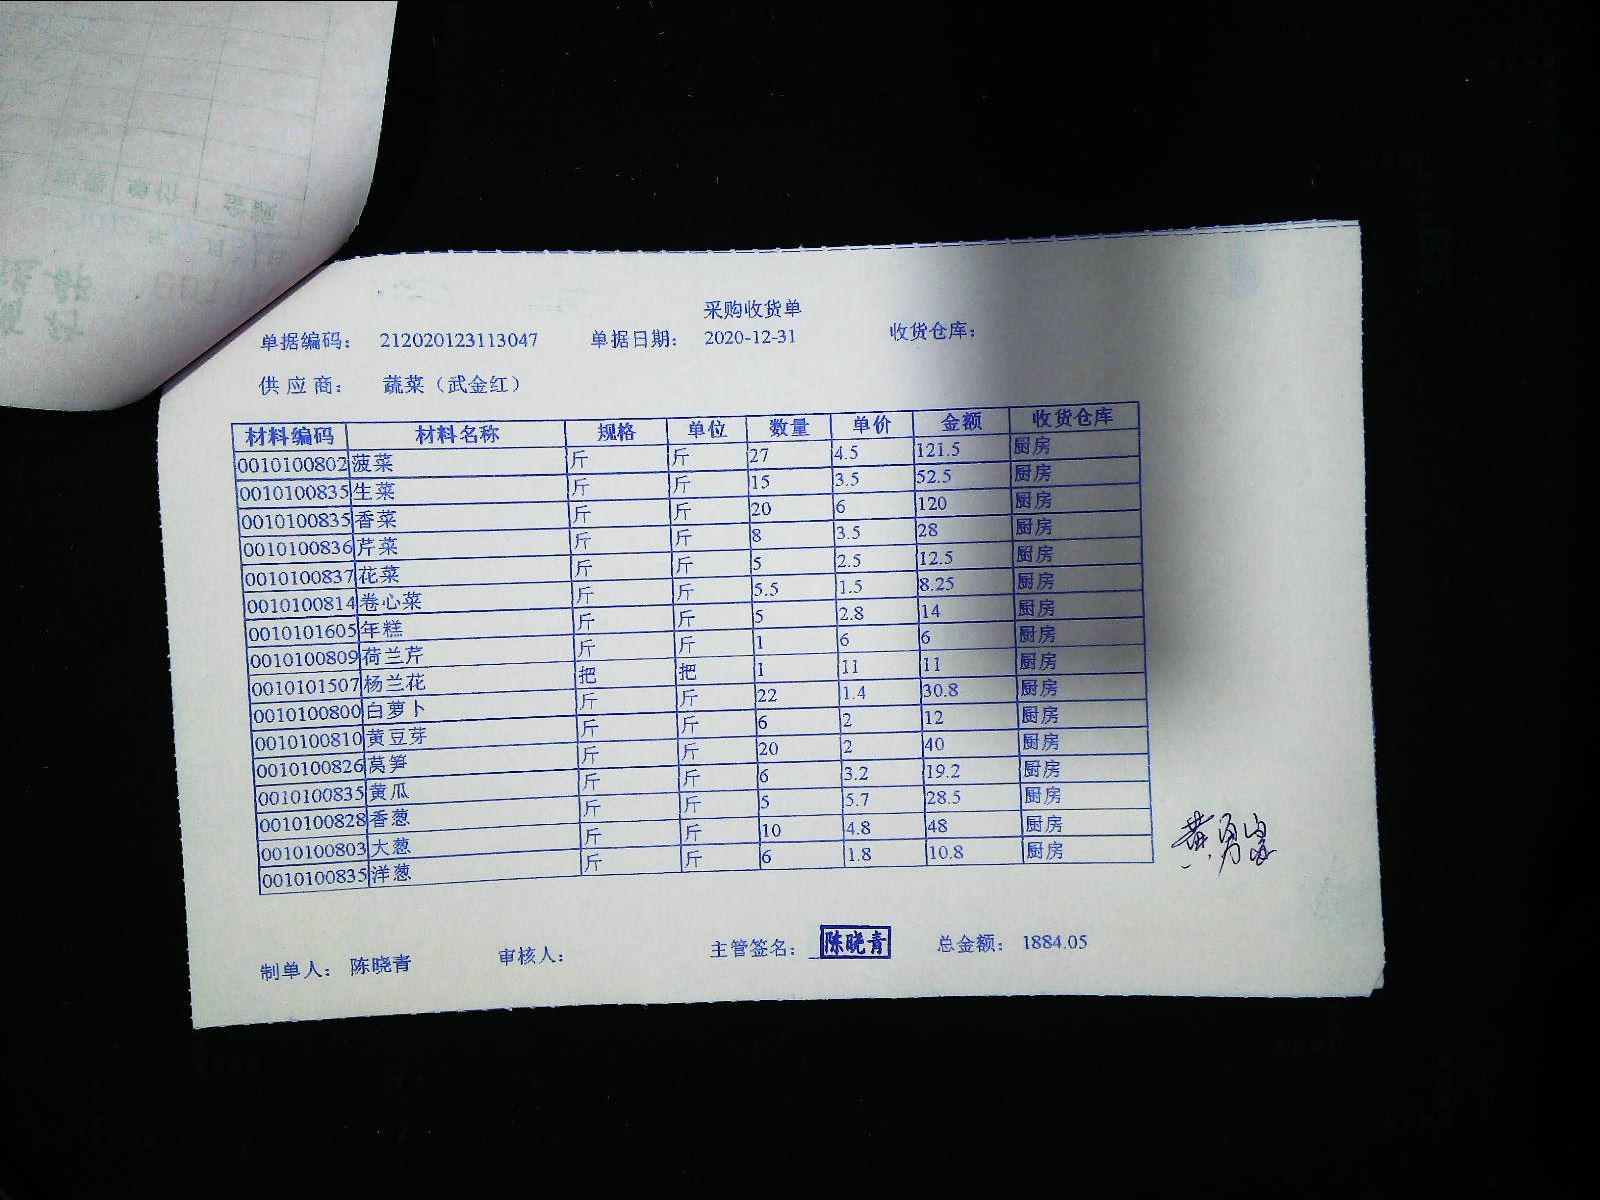 采购收货单
单据编码： 212020123113047 单据日期： 2020-12-31 收货仓库：
供 应 商： 蔬菜（武金红）
材料编码 材料名称 规格 单位 数量 单价 金额 收货仓库
0010100802 菠菜 斤 斤 27 4.5 121.5 厨房
0010100835 生菜 斤 斤 15 3.5 52.5 厨房
0010100835 香菜 斤 斤 20 6 120 厨房
0010100836 芹菜 斤 斤 8 3.5 28 厨房
0010100837 花菜 斤 斤 5 2.5 12.5 厨房
0010100814 卷心菜 斤 斤 5.5 1.5 8.25 厨房
0010101605 年糕 斤 斤 5 2.8 14 厨房
0010100809 荷兰芹 斤 斤 1 6 6 厨房
0010101507 杨兰花 把 把 1 11 11 厨房
0010100800 白萝卜 斤 斤 22 1.4 30.8 厨房
0010100810 黄豆芽 斤 斤 6 2 12 厨房
0010100826 莴笋 斤 斤 20 2 40 厨房
0010100835 黄瓜 斤 斤 6 3.2 19.2 厨房
0010100828 香葱 斤 斤 5 5.7 28.5 厨房
0010100803 大葱 斤 斤 10 4.8 48 厨房
0010100835 洋葱 斤 斤 6 1.8 10.8 厨房
制单人： 陈晓青 审核人： 主管签名： 陈晓青 总金额： 1884.05